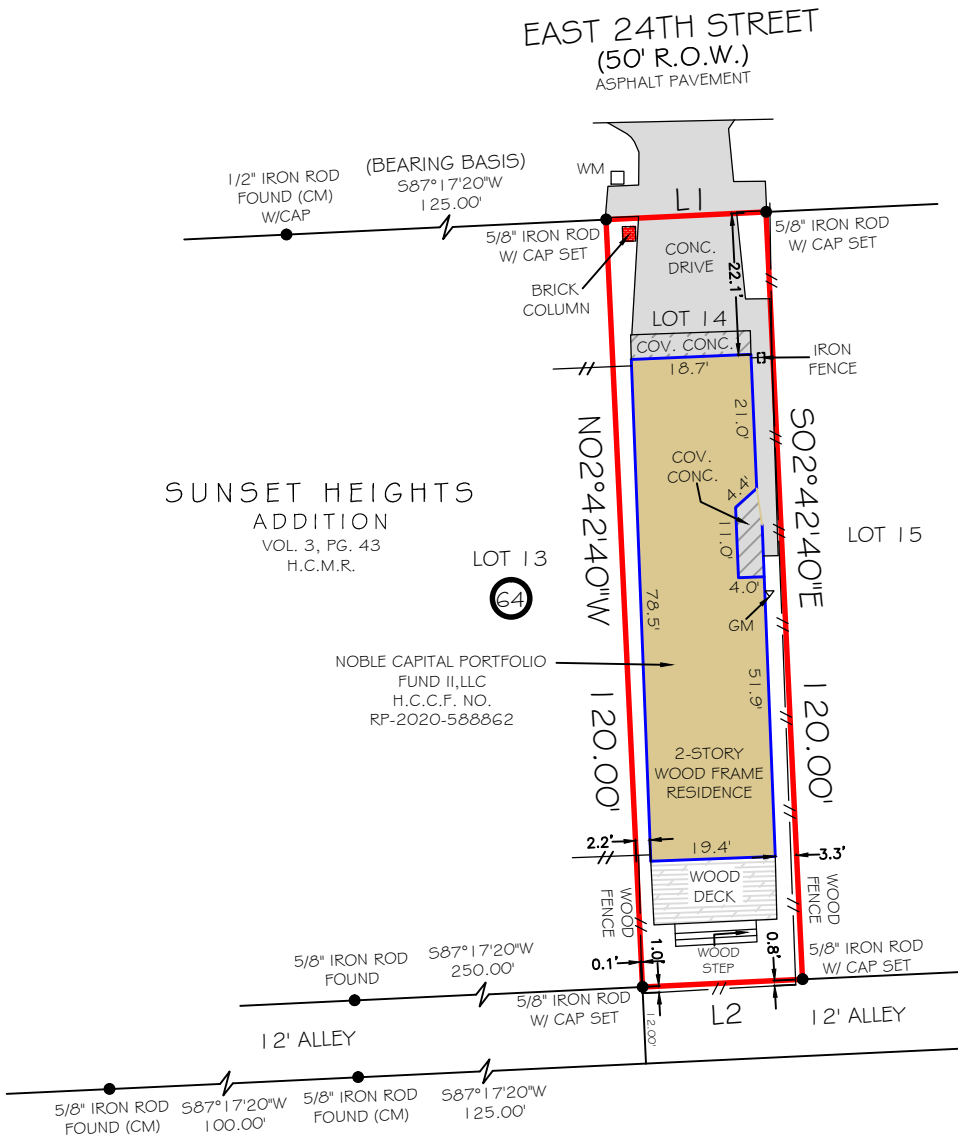 EAST 24TH STREET
(50' R.O.W.)
ASPHALT PAVEMENT
1/2" IRON ROD
FOUND (CM)
W/CAP
(BEARING BASIS)
S87°17'20"W
125.00'
WM
L1
5/8" IRON ROD
W/ CAP SET
5/8" IRON ROD
W/ CAP SET
CONC.
DRIVE
22.1'
BRICK
COLUMN
LOT 14
COV. CONC.
18.7'
IRON
FENCE
21.0'
N02°42'40"W
120.00'
S02°42'40"E
120.00'
COV.
CONC.
4.4'
11.0'
4.0'
GM
SUNSET HEIGHTS
ADDITION
VOL. 3, PG. 43
H.C.M.R.
LOT 13
64
LOT 15
78.5'
51.9'
NOBLE CAPITAL PORTFOLIO
FUND II,LLC
H.C.C.F. NO.
RP-2020-588862
2-STORY
WOOD FRAME
RESIDENCE
2.2'
19.4'
3.3'
WOOD
FENCE
WOOD
DECK
WOOD
FENCE
WOOD
STEP
0.1'
1.0'
0.8'
5/8" IRON ROD
W/ CAP SET
5/8" IRON ROD
FOUND
S87°17'20"W
250.00'
5/8" IRON ROD
W/ CAP SET
L2
12' ALLEY
12.00'
12' ALLEY
5/8" IRON ROD
FOUND (CM)
S87°17'20"W
100.00'
5/8" IRON ROD
FOUND (CM)
S87°17'20"W
125.00'